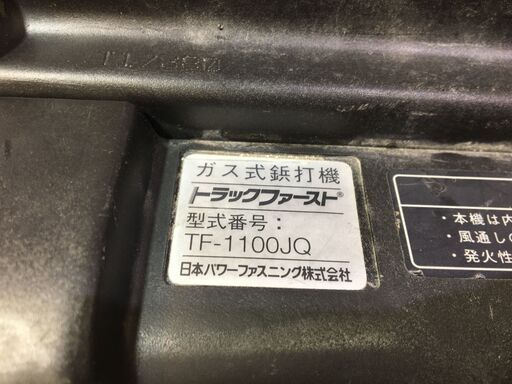 ガス式鋲打機
トラックファースト®
型式番号：
TF-1100JQ
日本パワーファスニング株式会社
・本機は内
・風通しの
・発火性